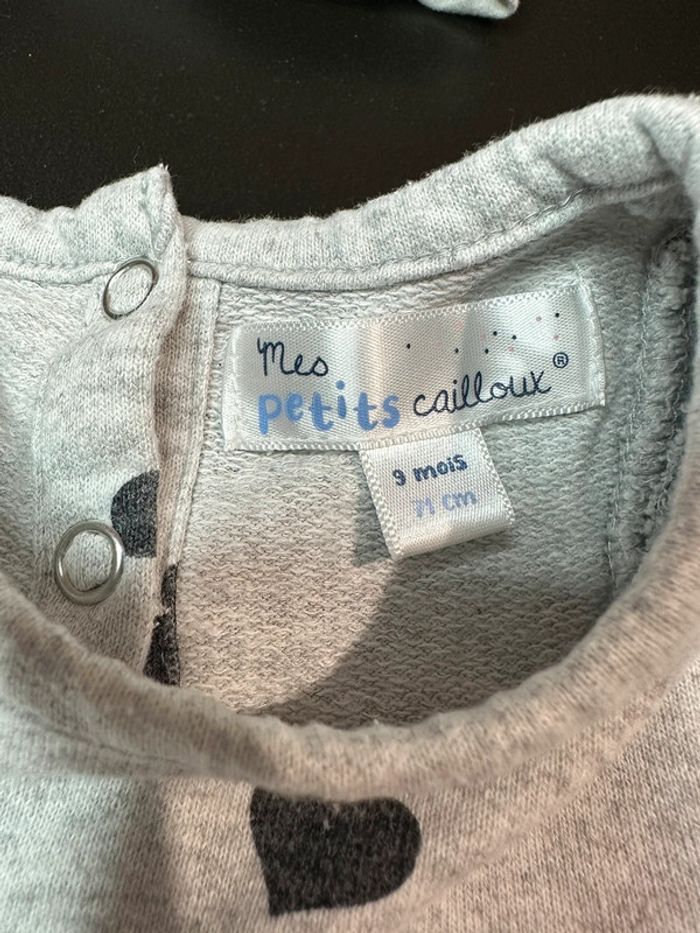 Mes
petits cailloux®
9 mois
71 cm